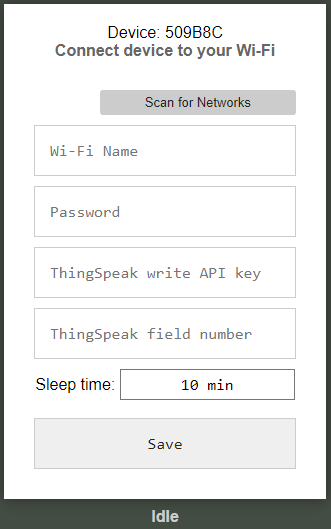 Device: 509B8C
Connect device to your Wi-Fi
Scan for Networks
Wi-Fi Name
Password
ThingSpeak write API key
ThingSpeak field number
Sleep time: 10 min
Save
Idle